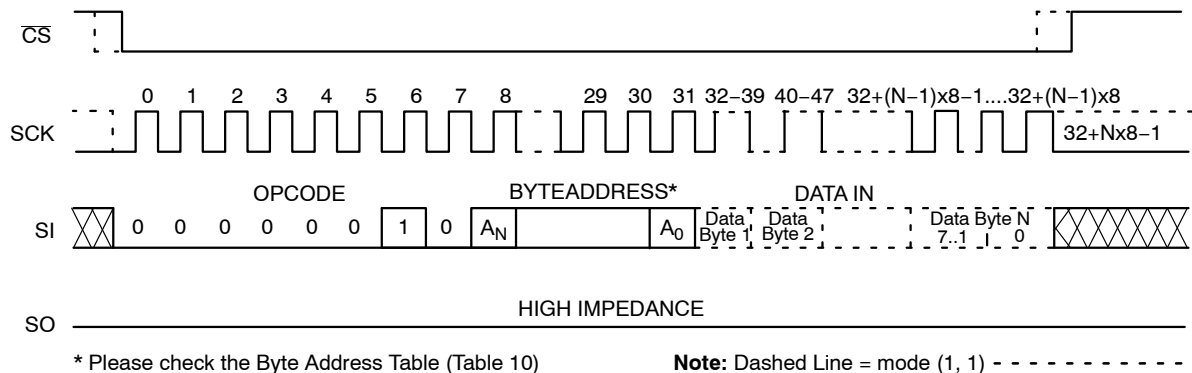 CS
0 1 2 3 4 5 6 7 8 29 30 31 32−39 40−47 32+(N−1)x8−1....32+(N−1)x8
SCK
32+Nx8−1
OPCODE BYTEADDRESS* DATA IN
SI 0 0 0 0 0 0 1 0 AN A0 Data Byte 1 Data Byte 2 Data Byte N 7..1 0
HIGH IMPEDANCE
SO
* Please check the Byte Address Table (Table 10) Note: Dashed Line = mode (1, 1)